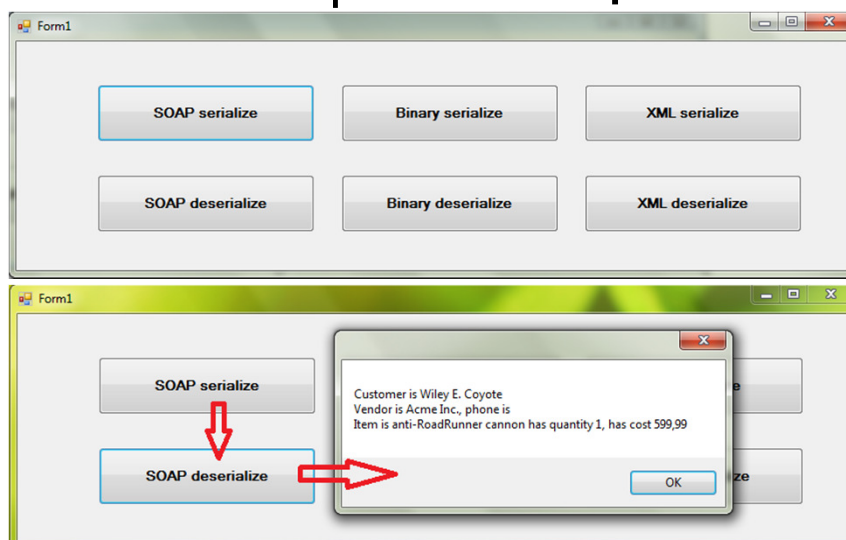 Form1
SOAP serialize Binary serialize XML serialize
SOAP deserialize Binary deserialize XML deserialize
Form1
SOAP serialize e
Customer is Wiley E. Coyote
Vendor is Acme Inc., phone is
Item is anti-RoadRunner cannon has quantity 1, has cost 599,99
SOAP deserialize OK ze